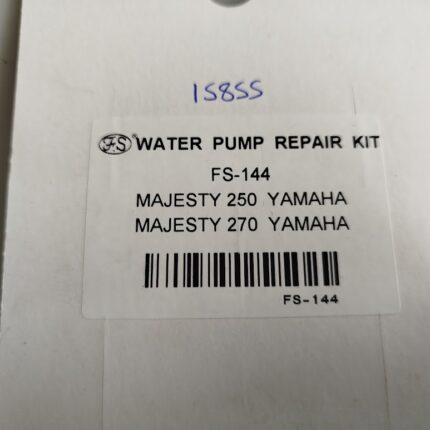 15855
FS WATER PUMP REPAIR KIT
FS-144
MAJESTY 250 YAMAHA
MAJESTY 270 YAMAHA
FS-144